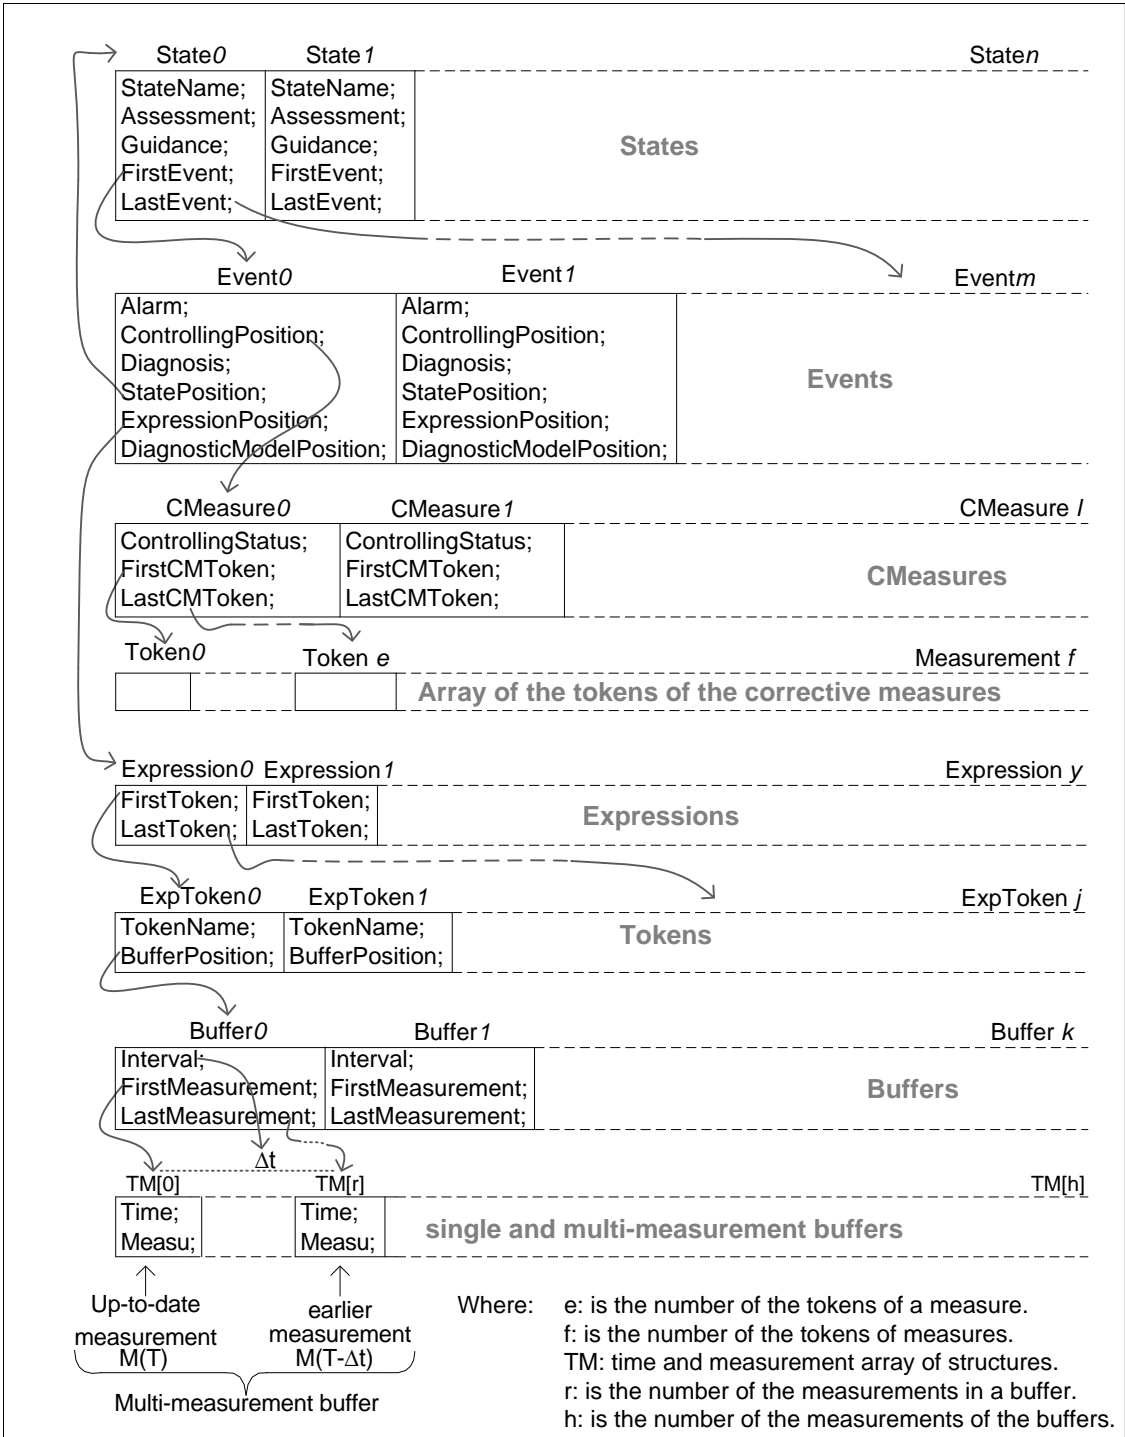 State0 State1 Staten
StateName; StateName;
Assessment; Assessment;
Guidance; Guidance;
States
FirstEvent; FirstEvent;
LastEvent; LastEvent;
Event0 Event1 Eventm
Alarm; Alarm;
ControllingPosition; ControllingPosition;
Diagnosis; Diagnosis;
Events
StatePosition; StatePosition;
ExpressionPosition; ExpressionPosition;
DiagnosticModelPosition; DiagnosticModelPosition;
CMeasure0 CMeasure1 CMeasure l
ControllingStatus; ControllingStatus;
FirstCMToken; FirstCMToken;
CMeasures
LastCMToken; LastCMToken;
Token0 Token e Measurement f
Array of the tokens of the corrective measures
Expression0 Expression1 Expression y
FirstToken; FirstToken;
Expressions
LastToken; LastToken;
ExpToken0 ExpToken1 ExpToken j
TokenName; TokenName;
Tokens
BufferPosition; BufferPosition;
Buffer0 Buffer1 Buffer k
Interval; Interval;
FirstMeasurement; FirstMeasurement;
Buffers
LastMeasurement; LastMeasurement;
Δt
TM[0] TM[r] TM[h]
Time; Time;
single and multi-measurement buffers
Measu; Measu;
Up-to-date earlier
measurement measurement
M(T) M(T-Δt)
Multi-measurement buffer
Where: e: is the number of the tokens of a measure.
f: is the number of the tokens of measures.
TM: time and measurement array of structures.
r: is the number of the measurements in a buffer.
h: is the number of the measurements of the buffers.